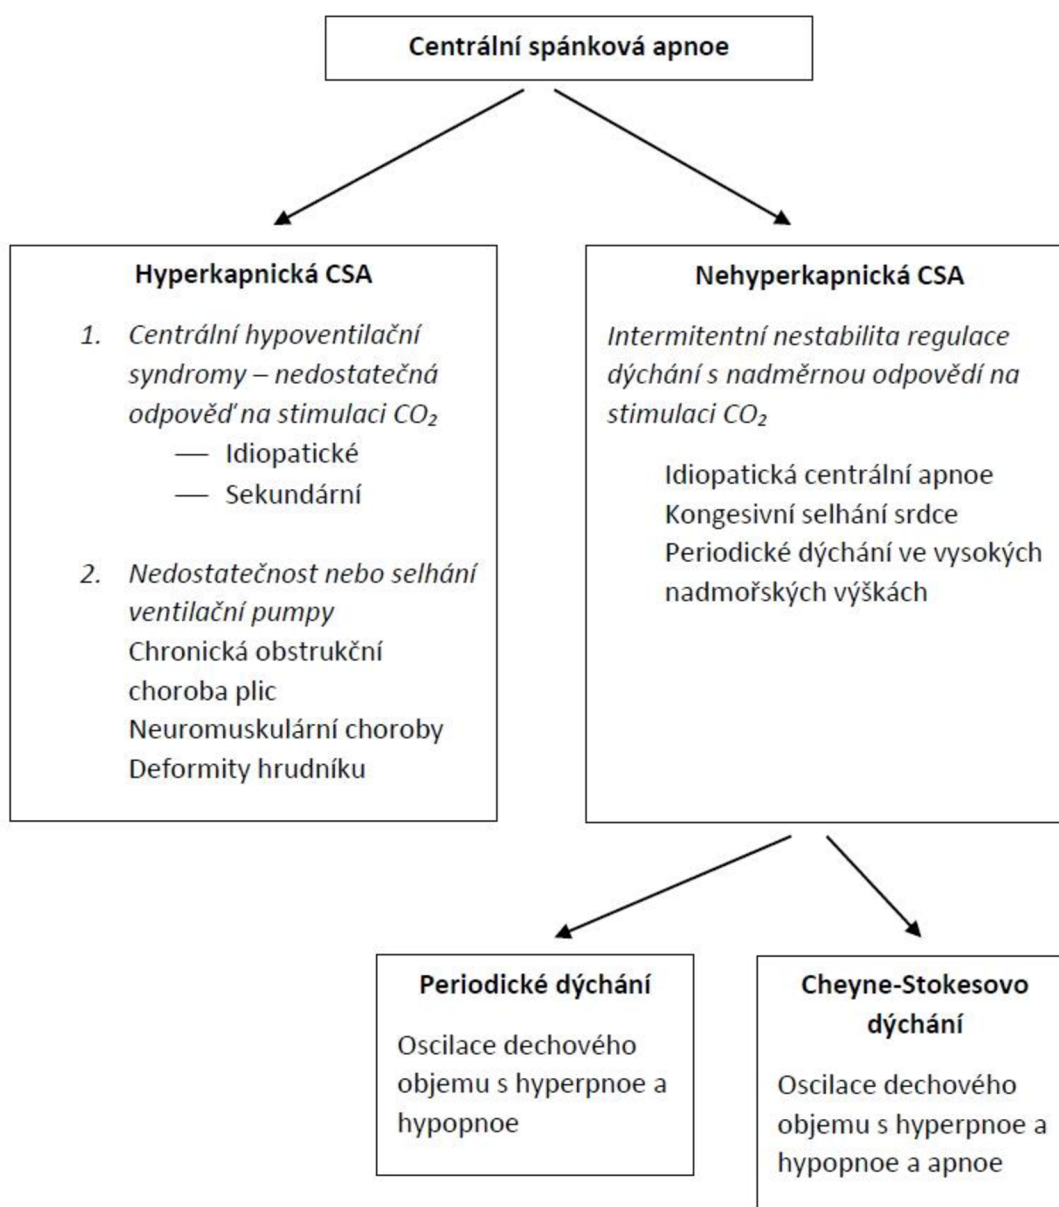 Centrální spánková apnoe
Hyperkapnická CSA
1. Centrální hypoventilační
syndromy – nedostatečná
odpověď na stimulaci CO₂
— Idiopatické
— Sekundární
2. Nedostatečnost nebo selhání
ventilační pumpy
Chronická obstrukční
choroba plic
Neuromuskulární choroby
Deformity hrudníku
Nehyperkapnická CSA
Intermitentní nestabilita regulace
dýchání s nadměrnou odpovědí na
stimulaci CO₂
Idiopatická centrální apnoe
Kongesivní selhání srdce
Periodické dýchání ve vysokých
nadmořských výškách
Periodické dýchání
Oscilace dechového
objemu s hyperpnoe a
hypopnoe
Cheyne-Stokesovo
dýchání
Oscilace dechového
objemu s hyperpnoe a
hypopnoe a apnoe